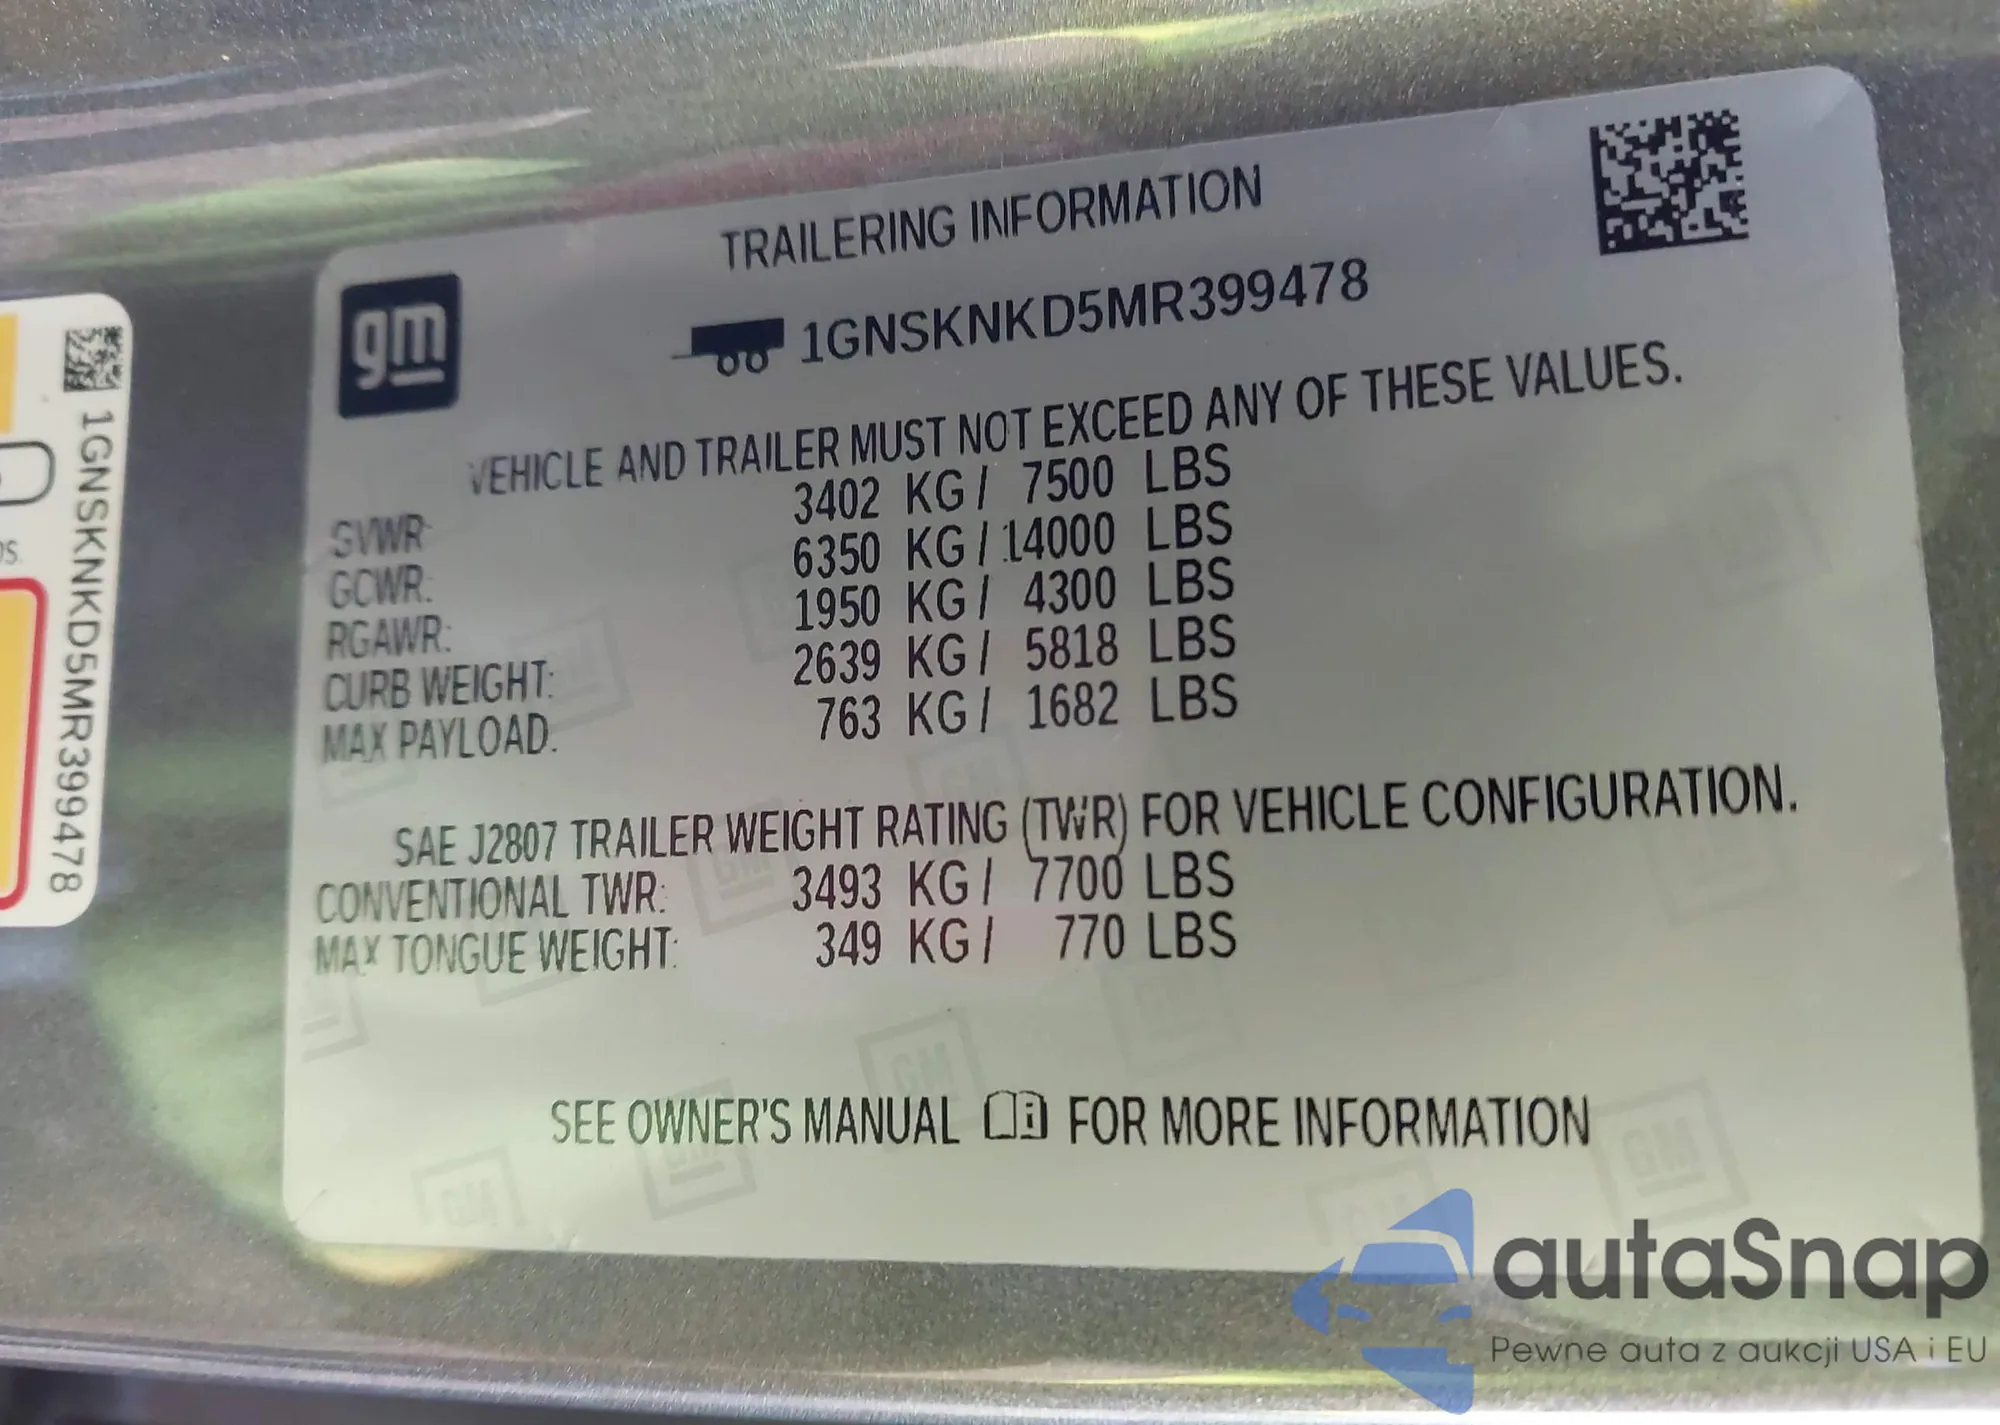 gm
TRAILERING INFORMATION
1GNSKNKD5MR399478
VEHICLE AND TRAILER MUST NOT EXCEED ANY OF THESE VALUES.
GVWR: 3402 KG / 7500 LBS
GCWR: 6350 KG / 14000 LBS
RGAWR: 1950 KG / 4300 LBS
CURB WEIGHT: 2639 KG / 5818 LBS
MAX PAYLOAD: 763 KG / 1682 LBS
SAE J2807 TRAILER WEIGHT RATING (TWR) FOR VEHICLE CONFIGURATION.
CONVENTIONAL TWR: 3493 KG / 7700 LBS
MAX TONGUE WEIGHT: 349 KG / 770 LBS
SEE OWNER'S MANUAL FOR MORE INFORMATION
1GNSKNKD5MR399478
autaSnap
Pewne auta z aukcji USA i EU